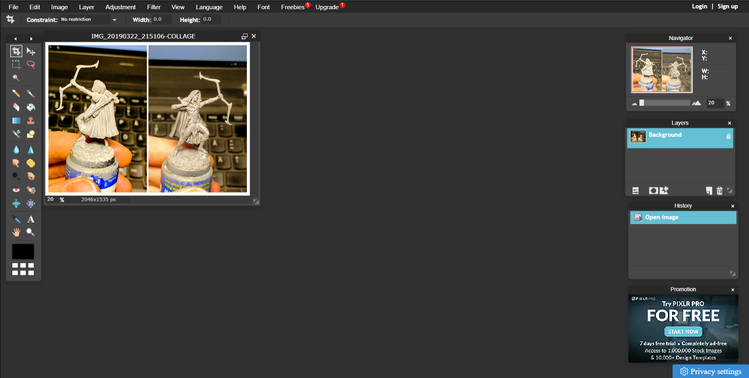 File Edit Image Layer Adjustment Filter View Language Help Font Freebies Upgrade Login | Sign up
Constraint: No restriction Width: 0.0 Height: 0.0
IMG_20190322_215106-COLLAGE
20 % 2046x1535 px
Navigator
X:
Y:
W:
H:
20 %
Layers
Background
History
Open image
Promotion
PIXLR PRO
Try PIXLR PRO
FOR FREE
START NOW
7 days free trial • Completely ad-free
Access to 1,000,000 Stock Images
& 10,000+ Design Templates
Privacy settings